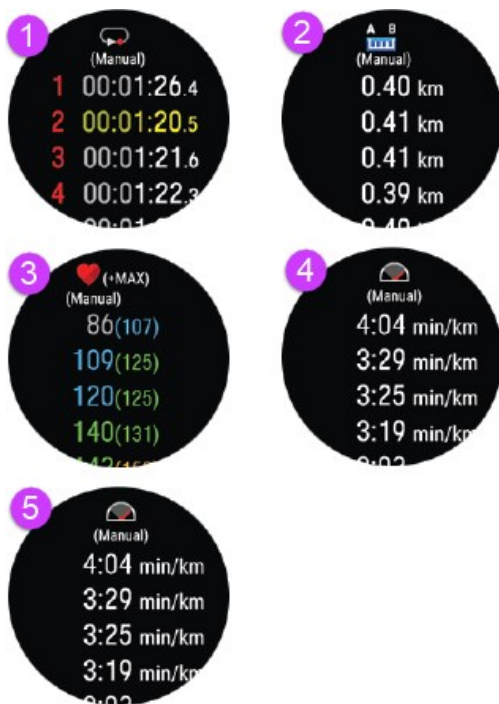 1
(Manual)
1 00:01:26.4
2 00:01:20.5
3 00:01:21.6
4 00:01:22.3
2
A B
(Manual)
0.40 km
0.41 km
0.41 km
0.39 km
3
(+MAX)
(Manual)
86(107)
109(125)
120(125)
140(131)
4
(Manual)
4:04 min/km
3:29 min/km
3:25 min/km
3:19 min/km
5
(Manual)
4:04 min/km
3:29 min/km
3:25 min/km
3:19 min/km